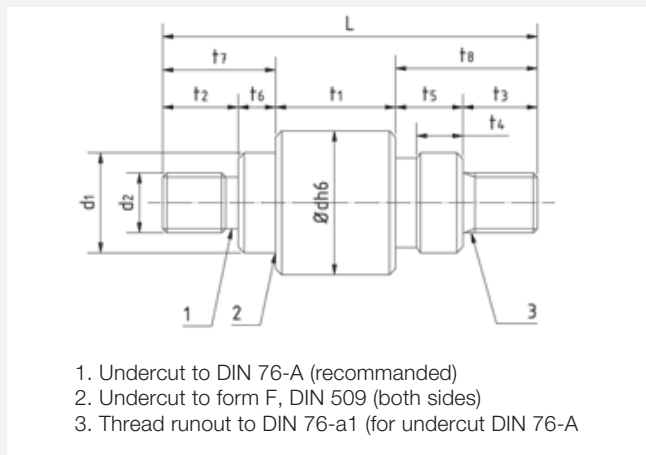 L
t7
t8
t2
t6
t1
t5
t3
t4
d1
d2
Ødh6
1
2
3
1. Undercut to DIN 76-A (recommanded)
2. Undercut to form F, DIN 509 (both sides)
3. Thread runout to DIN 76-a1 (for undercut DIN 76-A